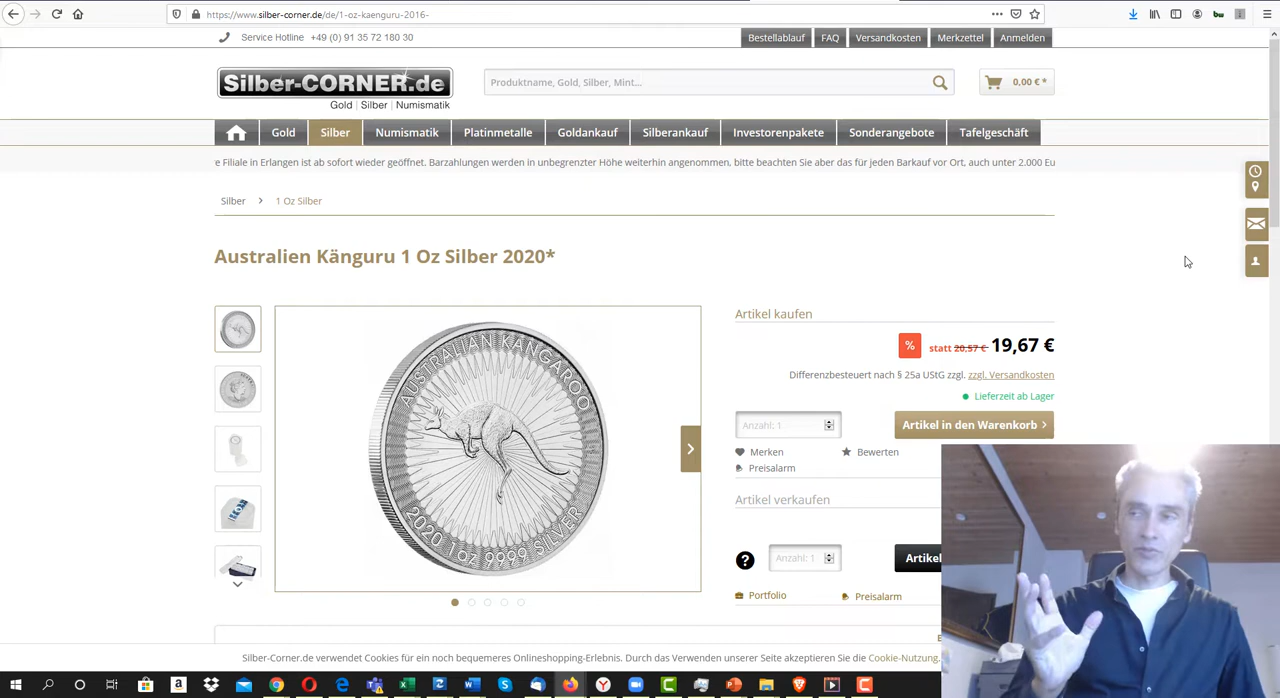 https://www.silber-corner.de/de/1-oz-kaenguru-2016-
Service Hotline +49 (0) 91 35 72 180 30
Bestellablauf FAQ Versandkosten Merkzettel Anmelden
Silber-CORNER.de
Gold | Silber | Numismatik
Produktname, Gold, Silber, Mint...
0,00 € *
Gold Silber Numismatik Platinmetalle Goldankauf Silberankauf Investorenpakete Sonderangebote Tafelgeschäft
e Filiale in Erlangen ist ab sofort wieder geöffnet. Barzahlungen werden in unbegrenzter Höhe weiterhin angenommen, bitte beachten Sie aber das für jeden Barkauf vor Ort, auch unter 2.000 Eu
Silber > 1 Oz Silber
Australien Känguru 1 Oz Silber 2020*
AUSTRALIAN KANGAROO
2020 1oz 9999 SILVER
Artikel kaufen
% statt 20,57 € 19,67 €
Differenzbesteuert nach § 25a UStG zzgl. zzgl. Versandkosten
Lieferzeit ab Lager
Anzahl: 1
Artikel in den Warenkorb
Merken
Bewerten
Preisalarm
Artikel verkaufen
?
Anzahl: 1
Artikel
Portfolio
Preisalarm
Silber-Corner.de verwendet Cookies für ein noch bequemeres Onlineshopping-Erlebnis. Durch das Verwenden unserer Seite akzeptieren Sie die Cookie-Nutzung.